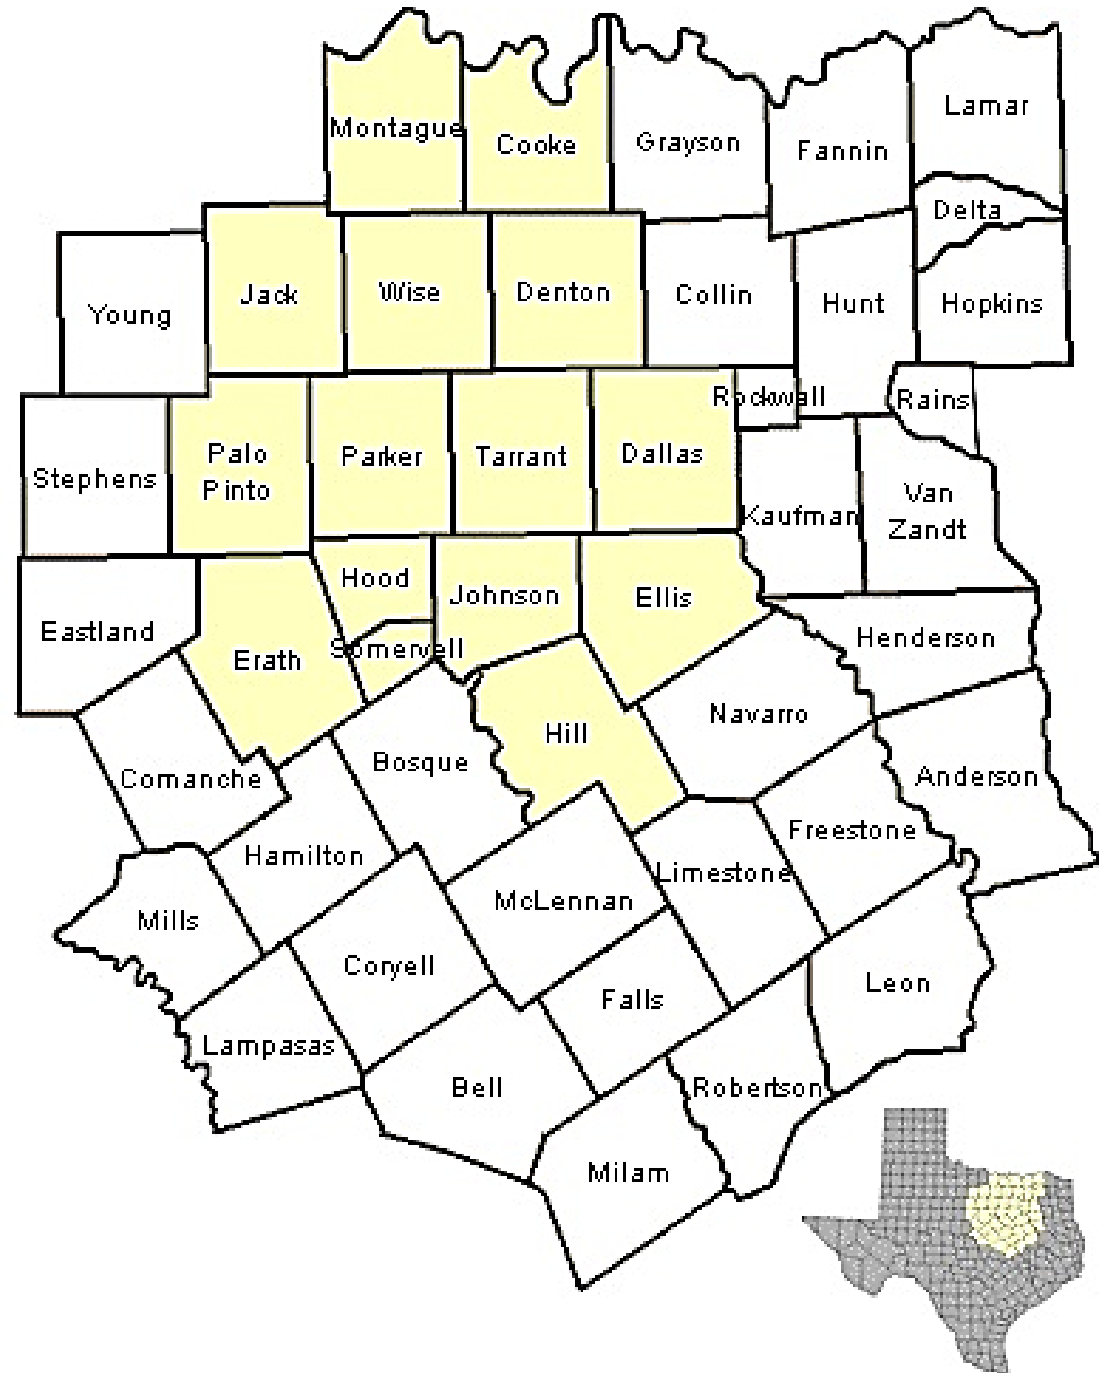 Lamar
Montague
Cooke
Grayson
Fannin
Delta
Jack
Wise
Denton
Collin
Hunt
Hopkins
Young
Rockwall
Rains
Stephens
Palo
Pinto
Parker
Tarrant
Dallas
Kaufman
Van
Zandt
Hood
Johnson
Ellis
Eastland
Erath
Somervell
Henderson
Navarro
Hill
Bosque
Comanche
Anderson
Freestone
Hamilton
Limestone
McLennan
Mills
Coryell
Falls
Leon
Lampasas
Bell
Robertson
Milam